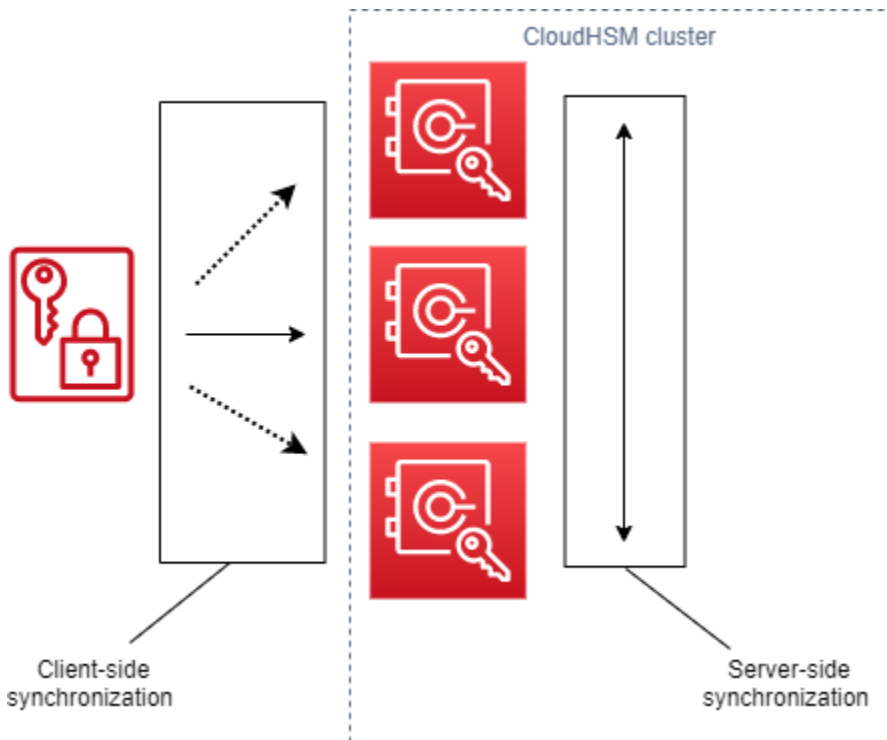 CloudHSM cluster
Client-side
synchronization
Server-side
synchronization